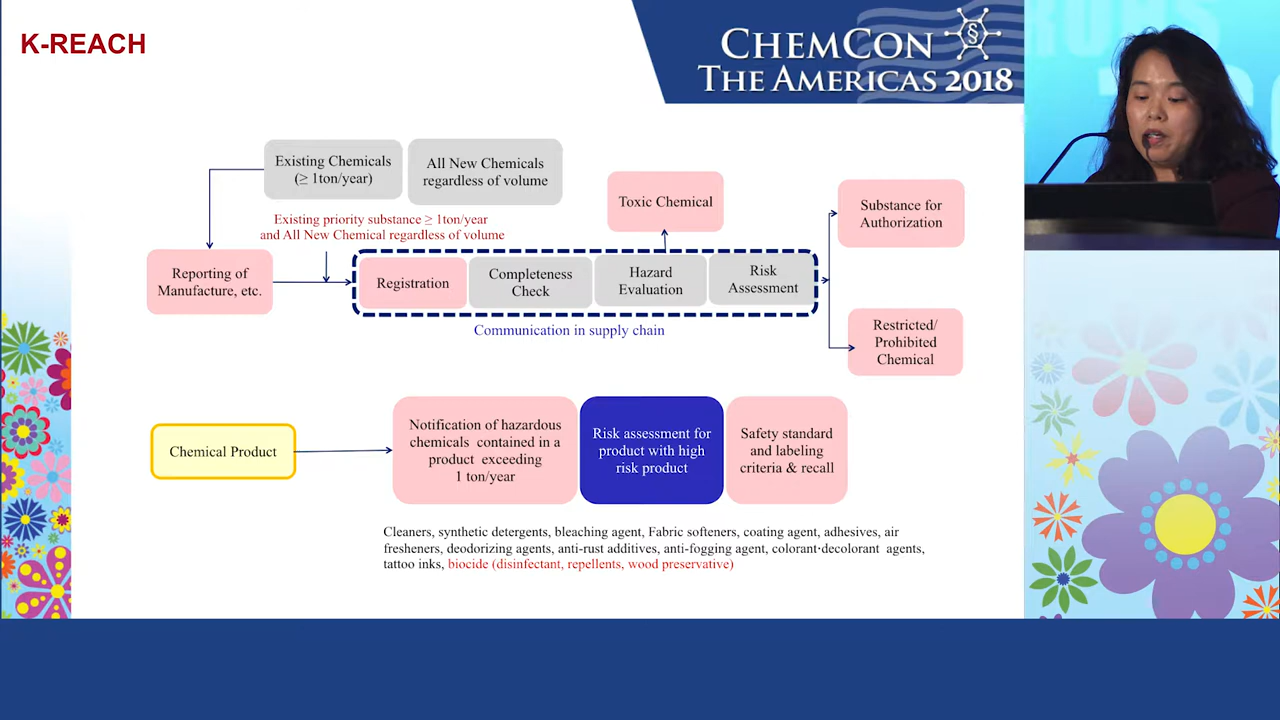 K-REACH
CHEMCON
THE AMERICAS 2018
§
Existing Chemicals
(≥ 1ton/year)
All New Chemicals
regardless of volume
Existing priority substance ≥ 1ton/year
and All New Chemical regardless of volume
Toxic Chemical
Substance for
Authorization
Reporting of
Manufacture, etc.
Registration
Completeness
Check
Hazard
Evaluation
Risk
Assessment
Communication in supply chain
Restricted/
Prohibited
Chemical
Chemical Product
Notification of hazardous
chemicals contained in a
product exceeding
1 ton/year
Risk assessment for
product with high
risk product
Safety standard
and labeling
criteria & recall
Cleaners, synthetic detergents, bleaching agent, Fabric softeners, coating agent, adhesives, air
fresheners, deodorizing agents, anti-rust additives, anti-fogging agent, colorant·decolorant agents,
tattoo inks, biocide (disinfectant, repellents, wood preservative)